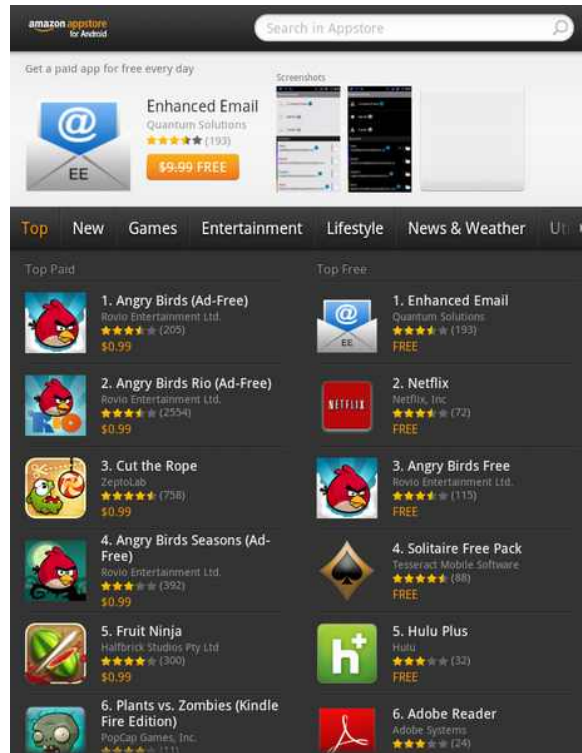 amazon appstore
for Android
Search in Appstore
Get a paid app for free every day
Screenshots
Enhanced Email
Quantum Solutions
(193)
$9.99 FREE
EE
Top New Games Entertainment Lifestyle News & Weather Uti
Top Paid
1. Angry Birds (Ad-Free)
Rovio Entertainment Ltd.
(205)
$0.99
2. Angry Birds Rio (Ad-Free)
Rovio Entertainment Ltd.
(2554)
$0.99
RIO
3. Cut the Rope
ZeptoLab
(758)
$0.99
4. Angry Birds Seasons (Ad-
Free)
Rovio Entertainment Ltd.
(392)
$0.99
5. Fruit Ninja
Halfbrick Studios Pty Ltd
(300)
$0.99
6. Plants vs. Zombies (Kindle
Fire Edition)
PopCap Games, Inc.
(11)
Top Free
1. Enhanced Email
Quantum Solutions
(193)
FREE
EE
2. Netflix
Netflix, Inc
(72)
FREE
NETFLIX
3. Angry Birds Free
Rovio Entertainment Ltd.
(115)
FREE
4. Solitaire Free Pack
Tesseract Mobile Software
(88)
FREE
5. Hulu Plus
Hulu
(32)
FREE
h+
6. Adobe Reader
Adobe Systems
(24)